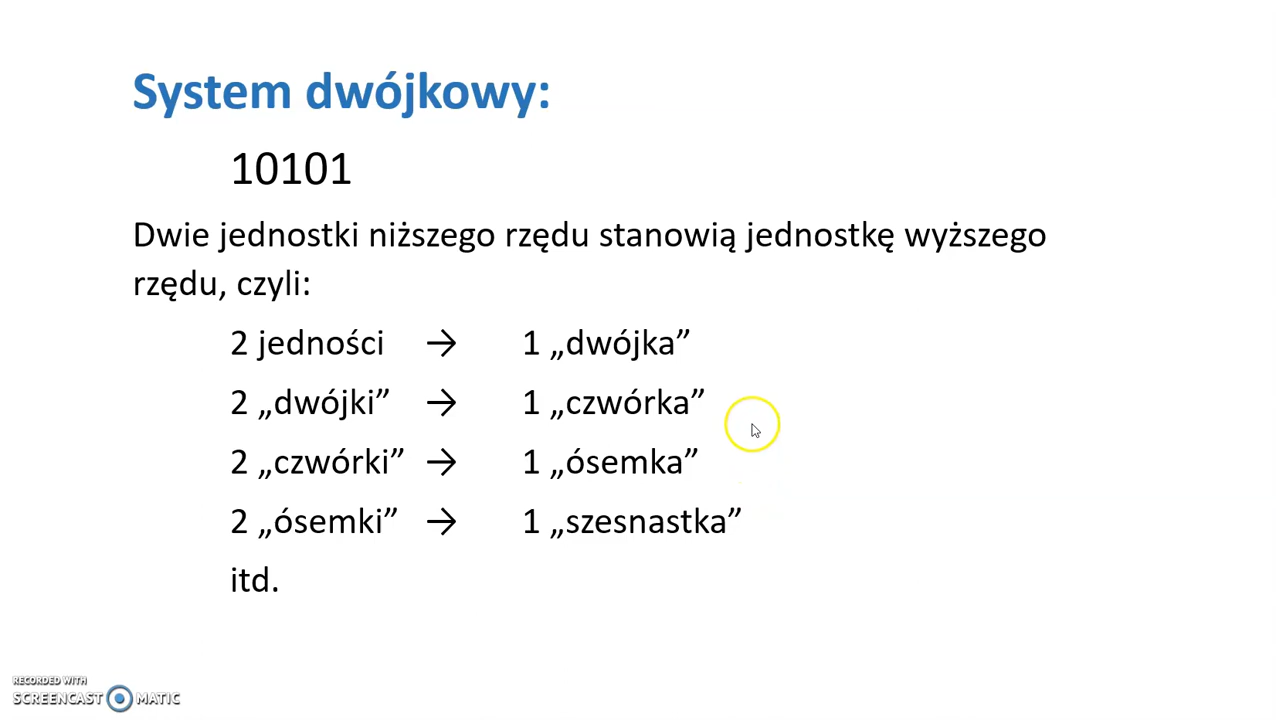 System dwójkowy:
10101
Dwie jednostki niższego rzędu stanowią jednostkę wyższego
rzędu, czyli:
2 jedności → 1 „dwójka”
2 „dwójki” → 1 „czwórka”
2 „czwórki” → 1 „ósemka”
2 „ósemki” → 1 „szesnastka”
itd.
RECORDED WITH
SCREENCAST MATIC